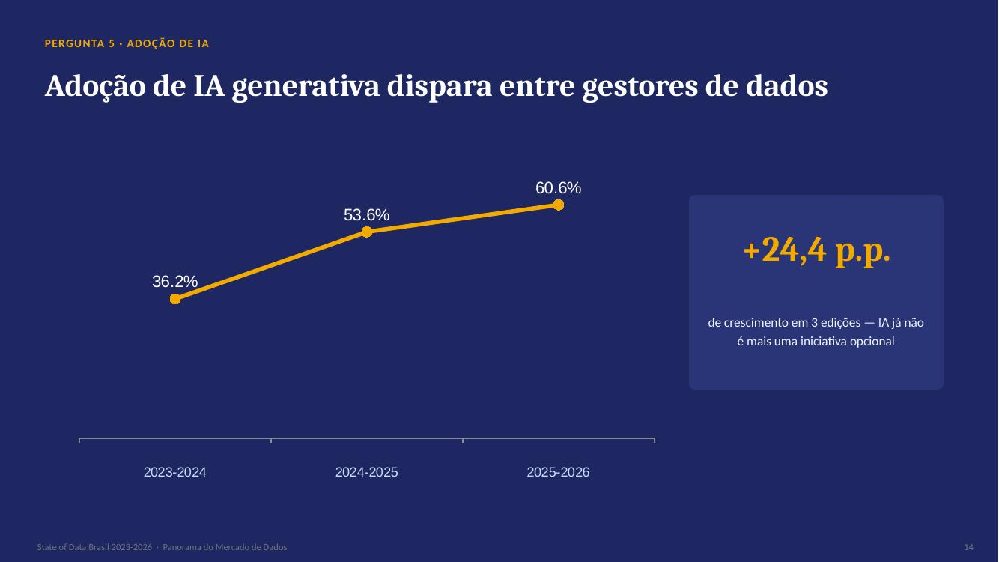 PERGUNTA 5 · ADOÇÃO DE IA
Adoção de IA generativa dispara entre gestores de dados
60.6%
53.6%
36.2%
+24,4 p.p.
de crescimento em 3 edições — IA já não
é mais uma iniciativa opcional
2023-2024
2024-2025
2025-2026
State of Data Brasil 2023-2026 · Panorama do Mercado de Dados
14